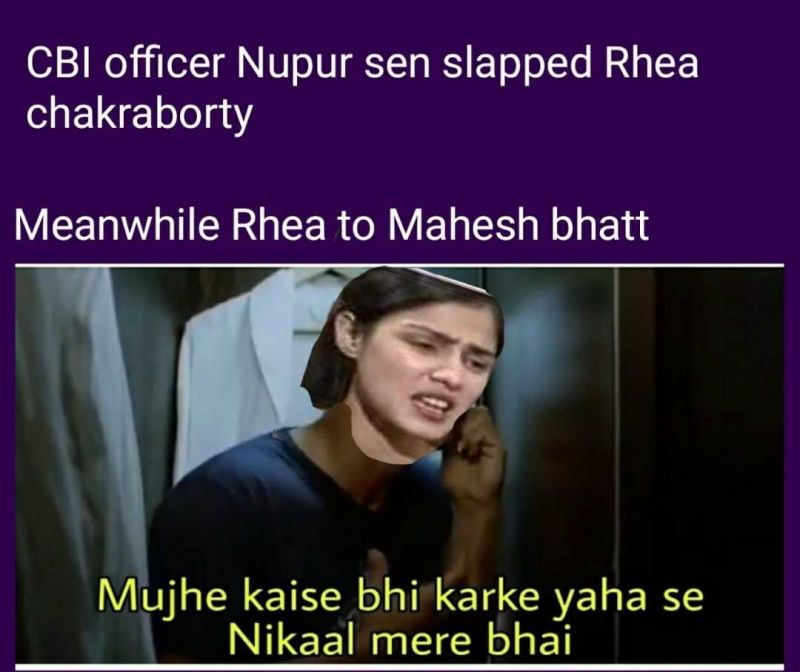 CBI officer Nupur sen slapped Rhea
chakraborty
Meanwhile Rhea to Mahesh bhatt
Mujhe kaise bhi karke yaha se
Nikaal mere bhai